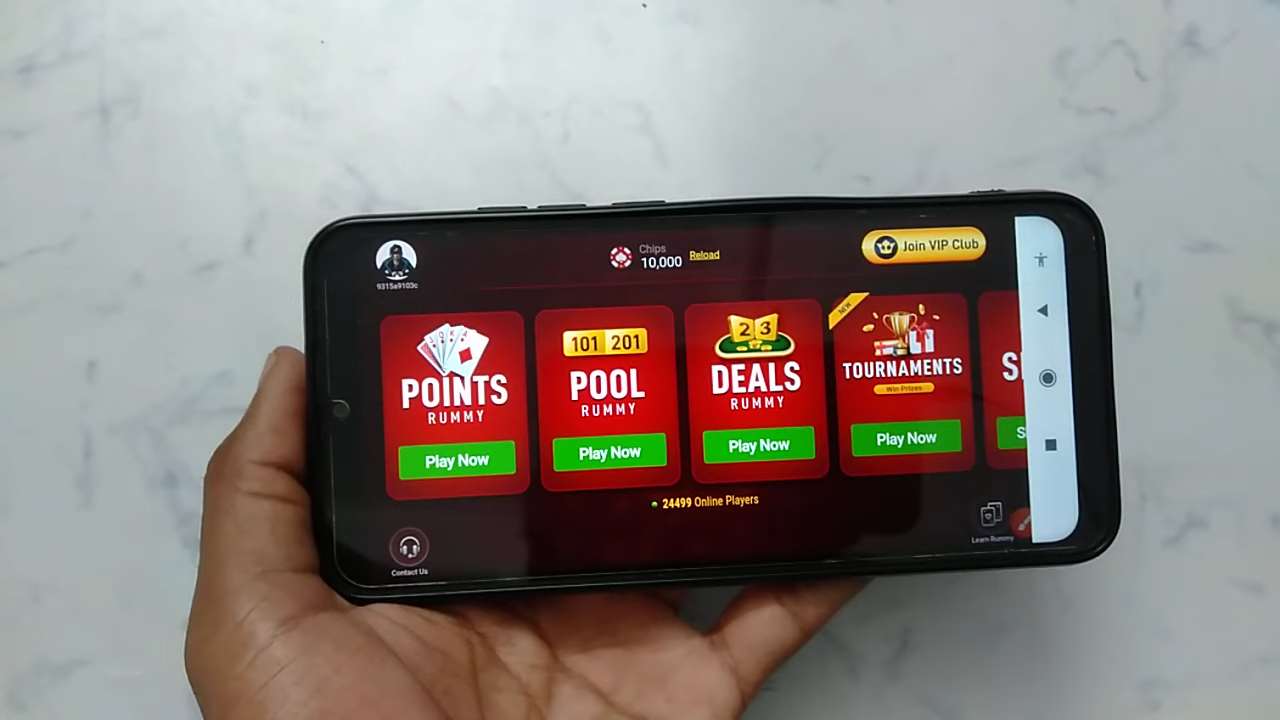 9315a9103c
Chips
10,000
Reload
Join VIP Club
POINTS
RUMMY
Play Now
101 201
POOL
RUMMY
Play Now
2 3
DEALS
RUMMY
Play Now
NEW
TOURNAMENTS
Win Prizes
Play Now
24499 Online Players
Contact Us
Learn Rummy